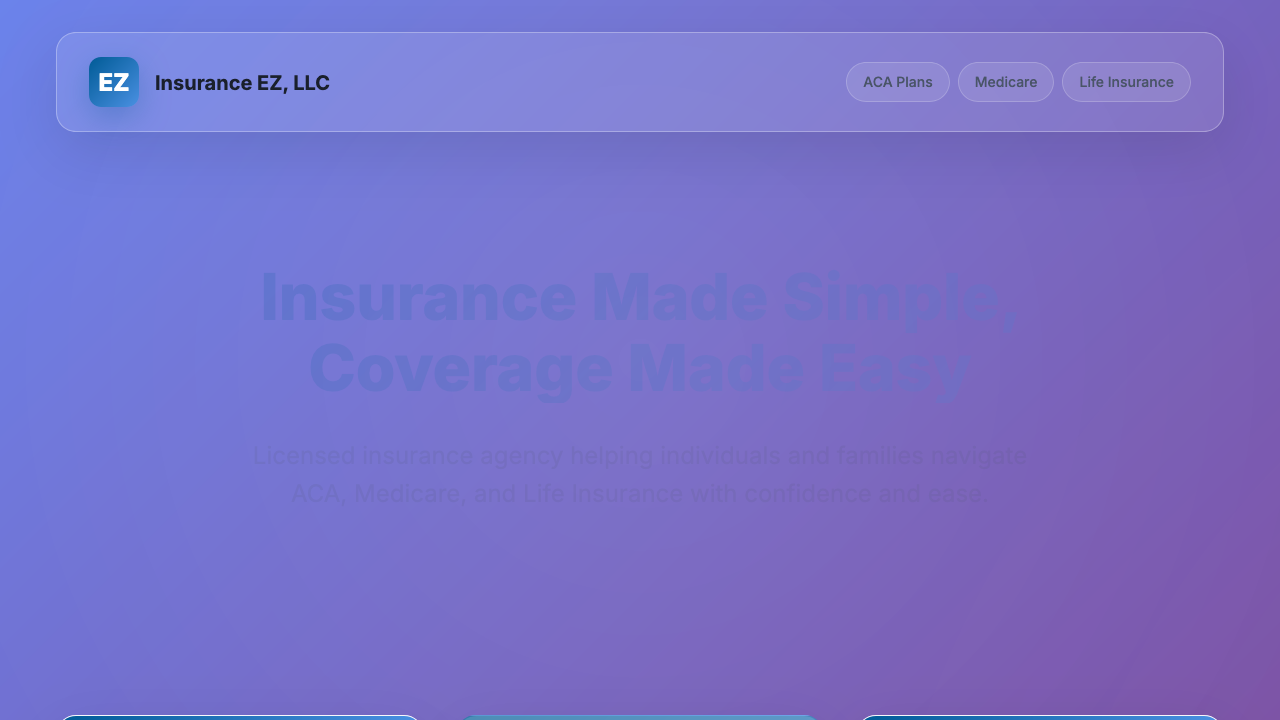 EZ
Insurance EZ, LLC
ACA Plans
Medicare
Life Insurance
Insurance Made Simple,
Coverage Made Easy
Licensed insurance agency helping individuals and families navigate
ACA, Medicare, and Life insurance with confidence and ease.